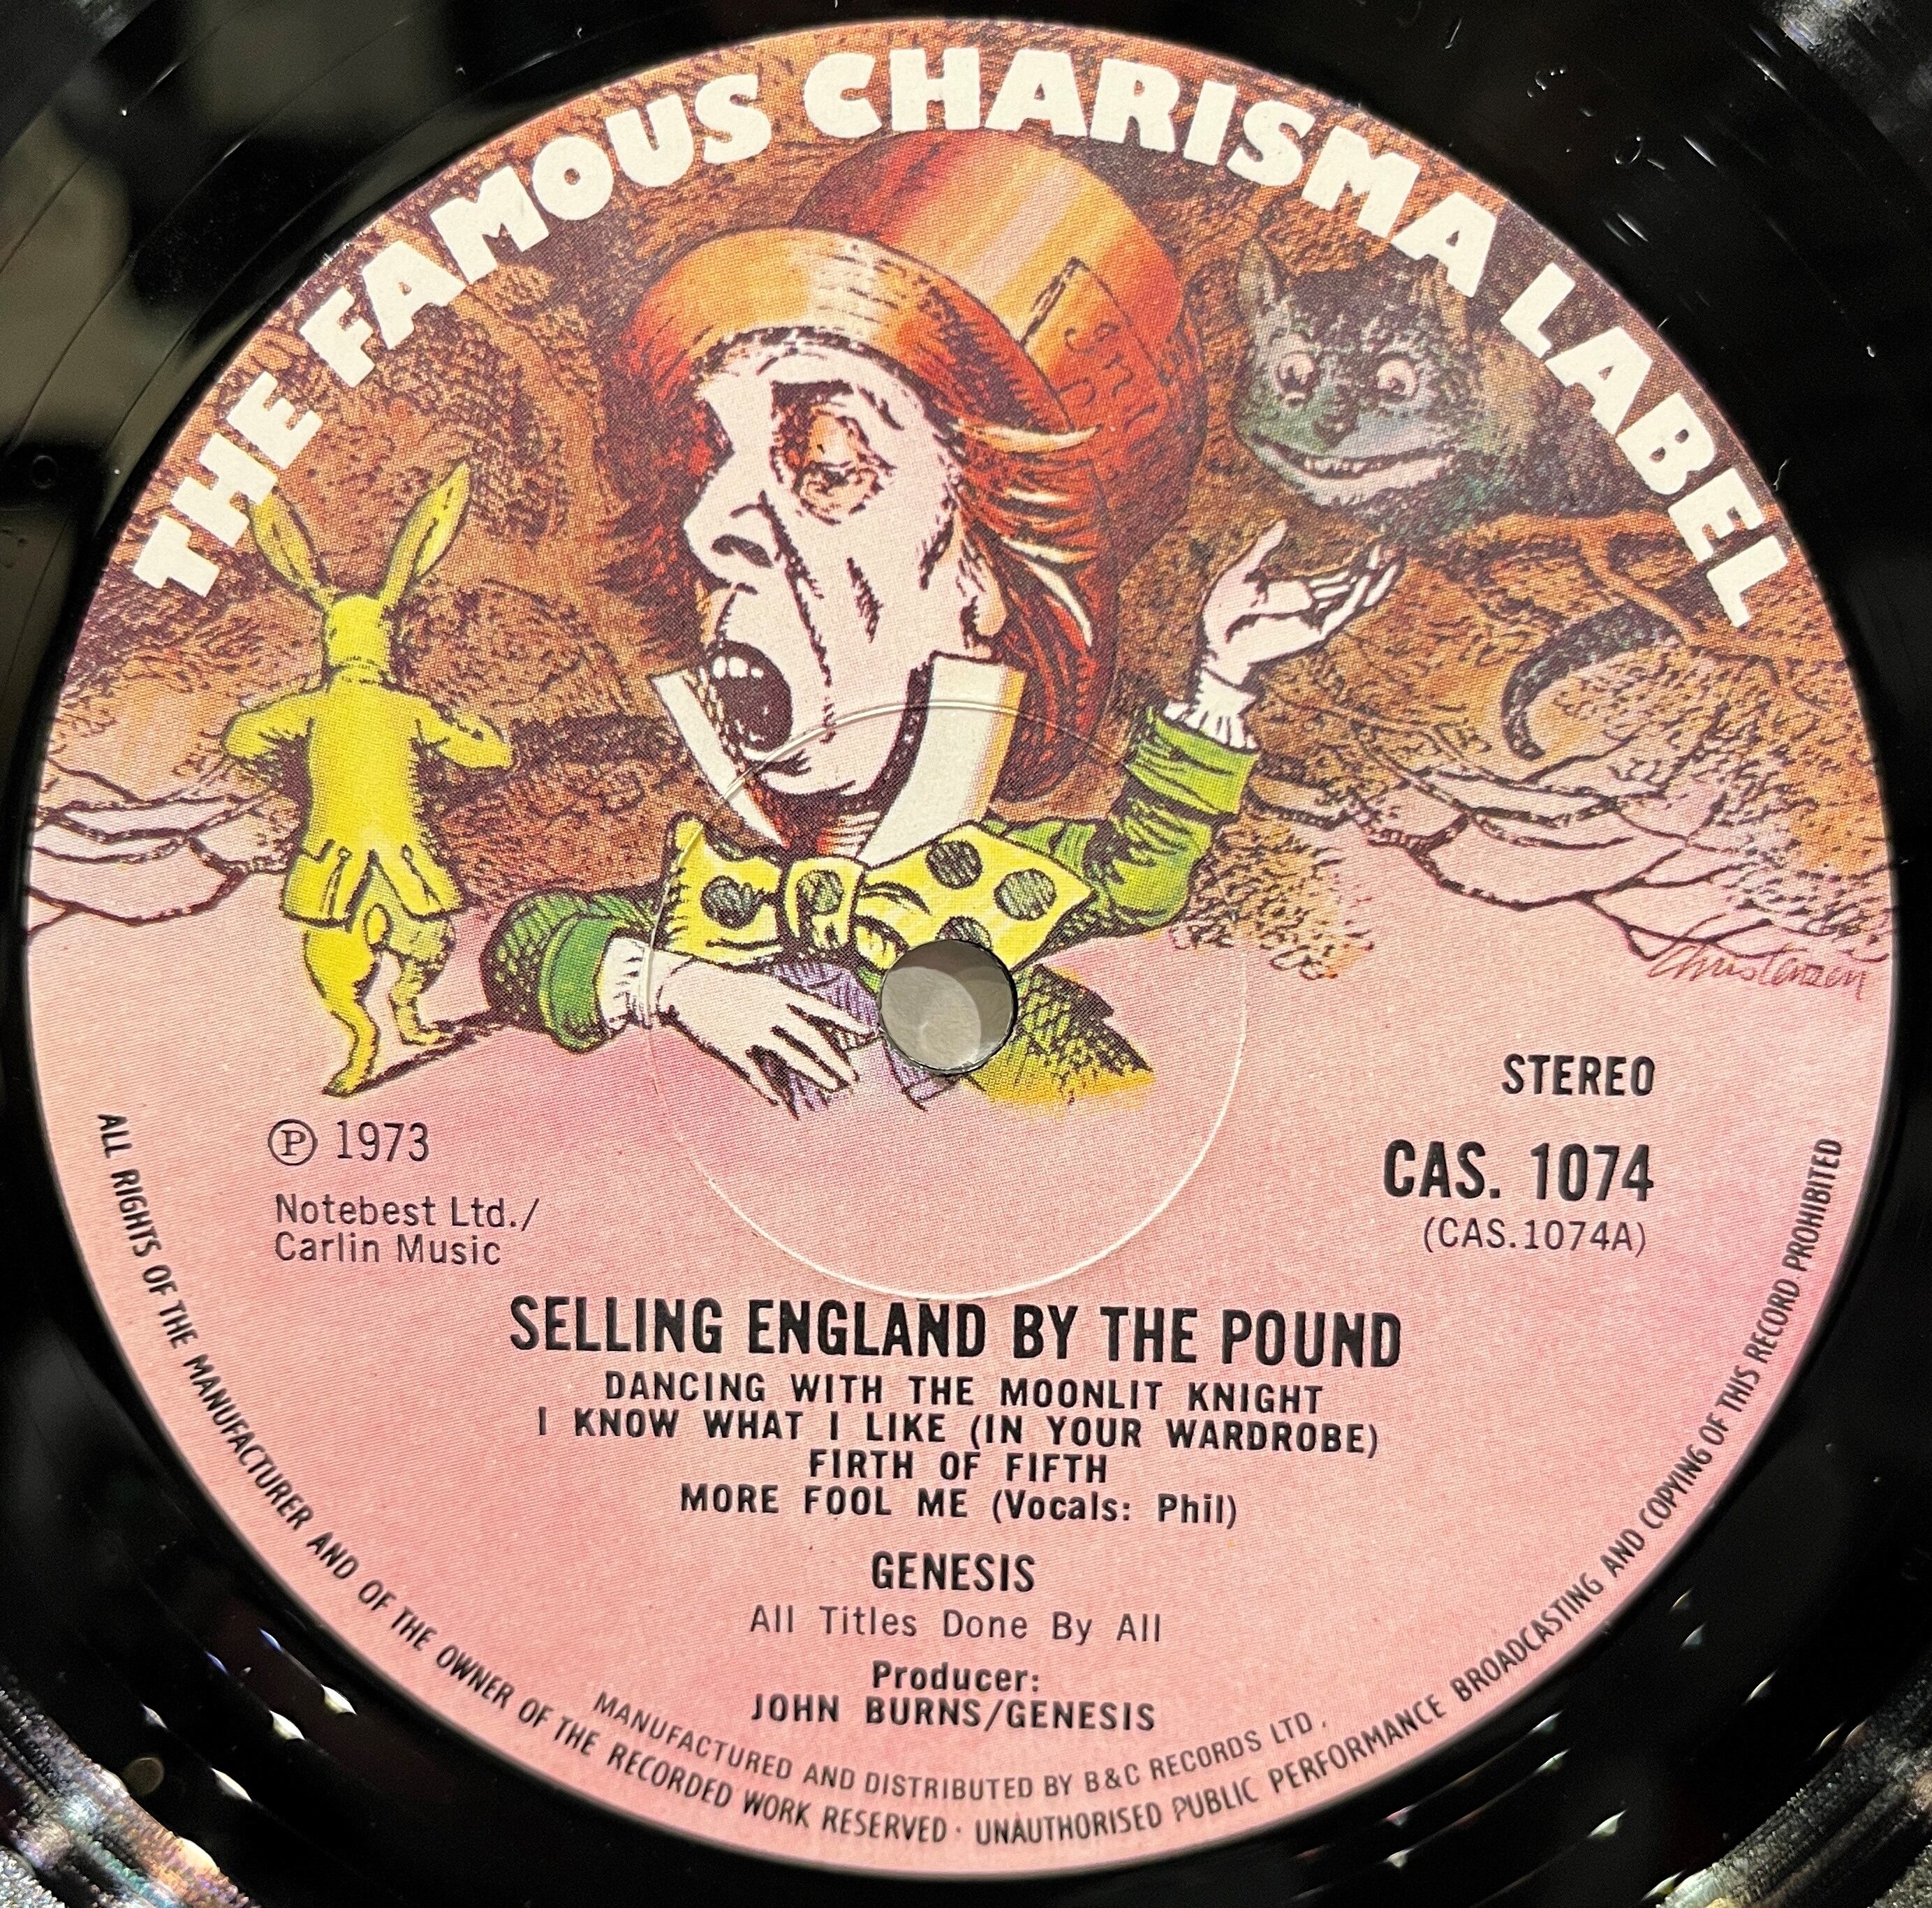 THE FAMOUS CHARISMA LABEL
Christensen
STEREO
℗ 1973
CAS. 1074
Notebest Ltd./
(CAS.1074A)
Carlin Music
SELLING ENGLAND BY THE POUND
DANCING WITH THE MOONLIT KNIGHT
I KNOW WHAT I LIKE (IN YOUR WARDROBE)
FIRTH OF FIFTH
MORE FOOL ME (Vocals: Phil)
GENESIS
All Titles Done By All
Producer:
JOHN BURNS/GENESIS
MANUFACTURED AND DISTRIBUTED BY B&C RECORDS LTD.
ALL RIGHTS OF THE MANUFACTURER AND OF THE OWNER OF THE RECORDED WORK RESERVED · UNAUTHORISED PUBLIC PERFORMANCE BROADCASTING AND COPYING OF THIS RECORD PROHIBITED